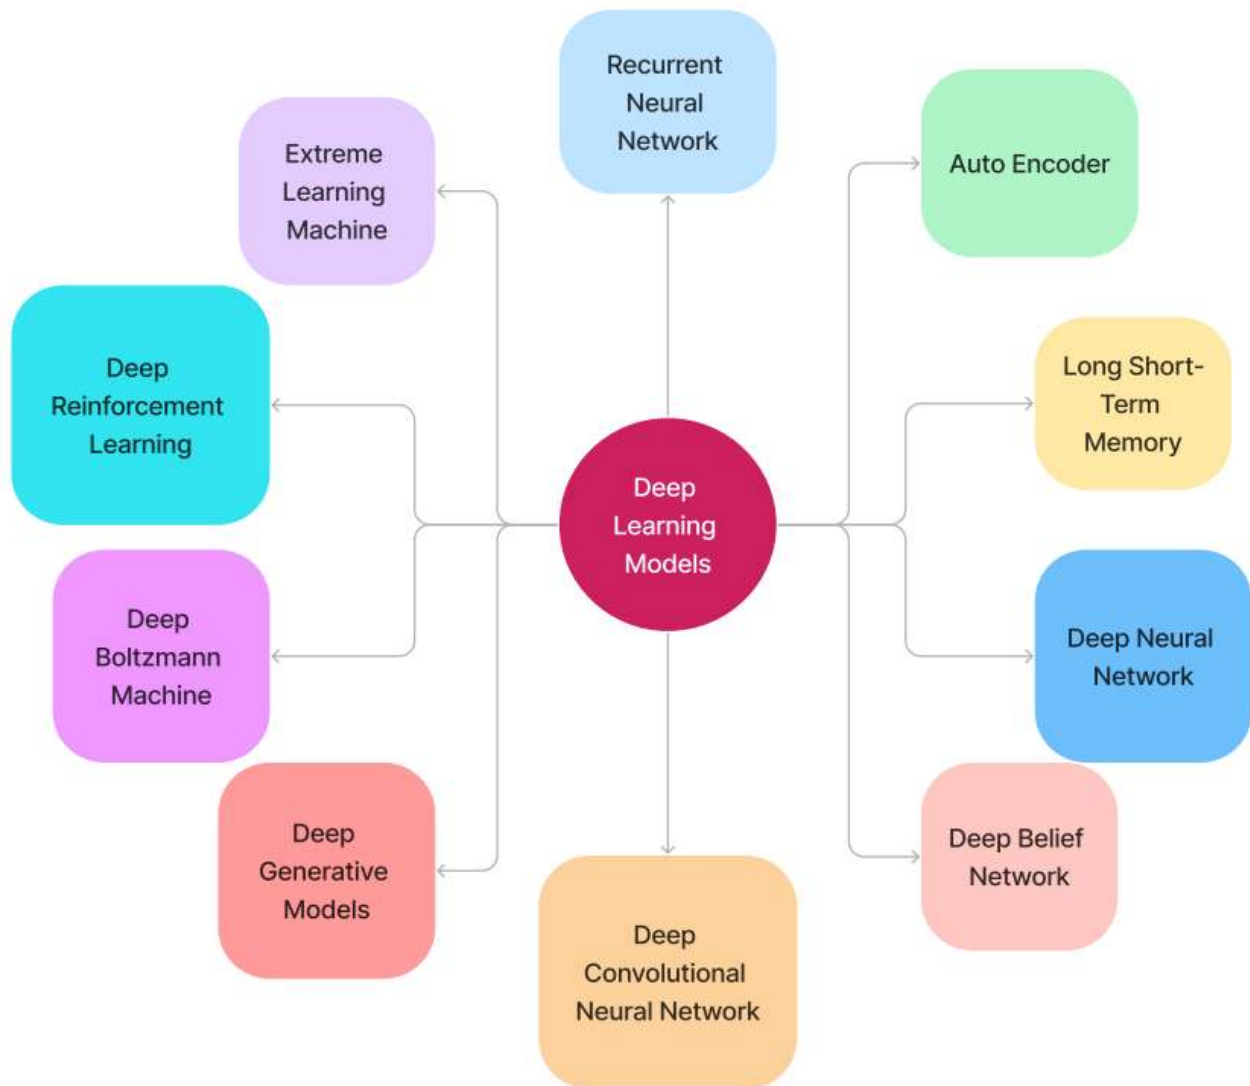 Recurrent
Neural
Network
Extreme
Learning
Machine
Auto Encoder
Deep
Reinforcement
Learning
Long Short-
Term
Memory
Deep
Learning
Models
Deep
Boltzmann
Machine
Deep Neural
Network
Deep
Generative
Models
Deep Belief
Network
Deep
Convolutional
Neural Network